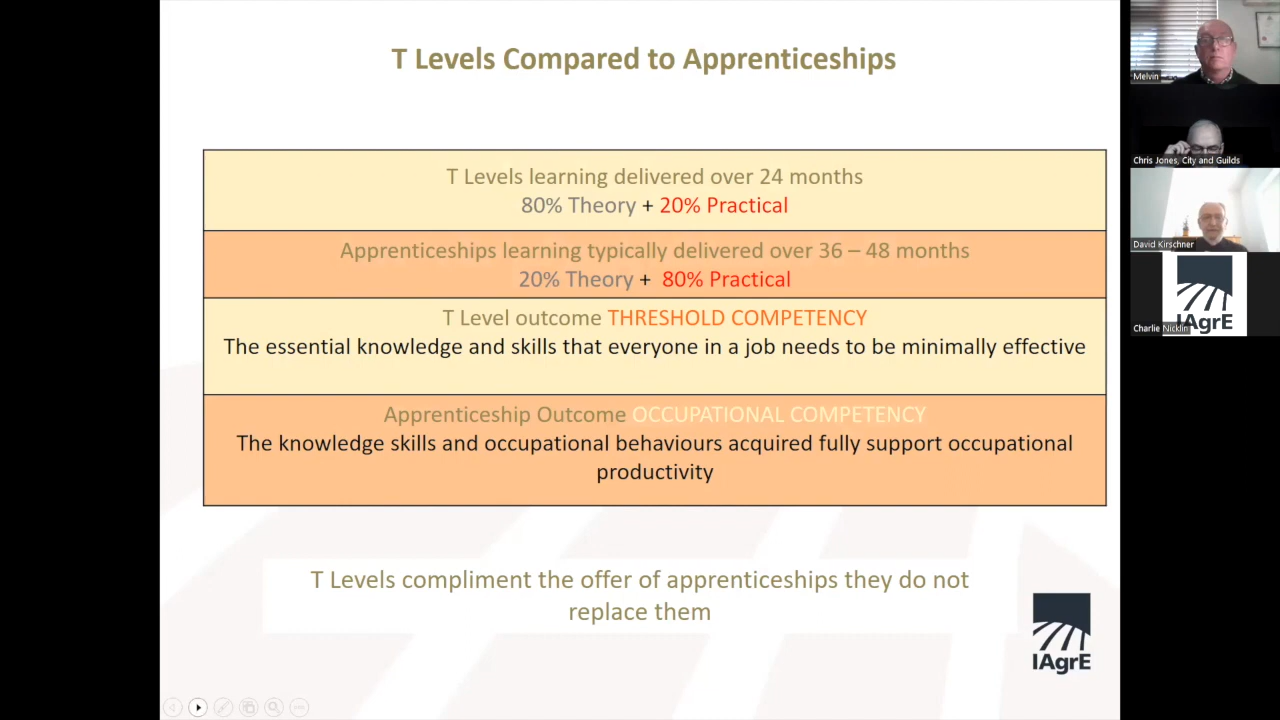 T Levels Compared to Apprenticeships
T Levels learning delivered over 24 months
80% Theory + 20% Practical
Apprenticeships learning typically delivered over 36 – 48 months
20% Theory + 80% Practical
T Level outcome THRESHOLD COMPETENCY
The essential knowledge and skills that everyone in a job needs to be minimally effective
Apprenticeship Outcome OCCUPATIONAL COMPETENCY
The knowledge skills and occupational behaviours acquired fully support occupational
productivity
T Levels compliment the offer of apprenticeships they do not
replace them
IAgrE
Melvin
Chris Jones, City and Guilds
David Kirschner
IAgrE
Charlie Nicklin